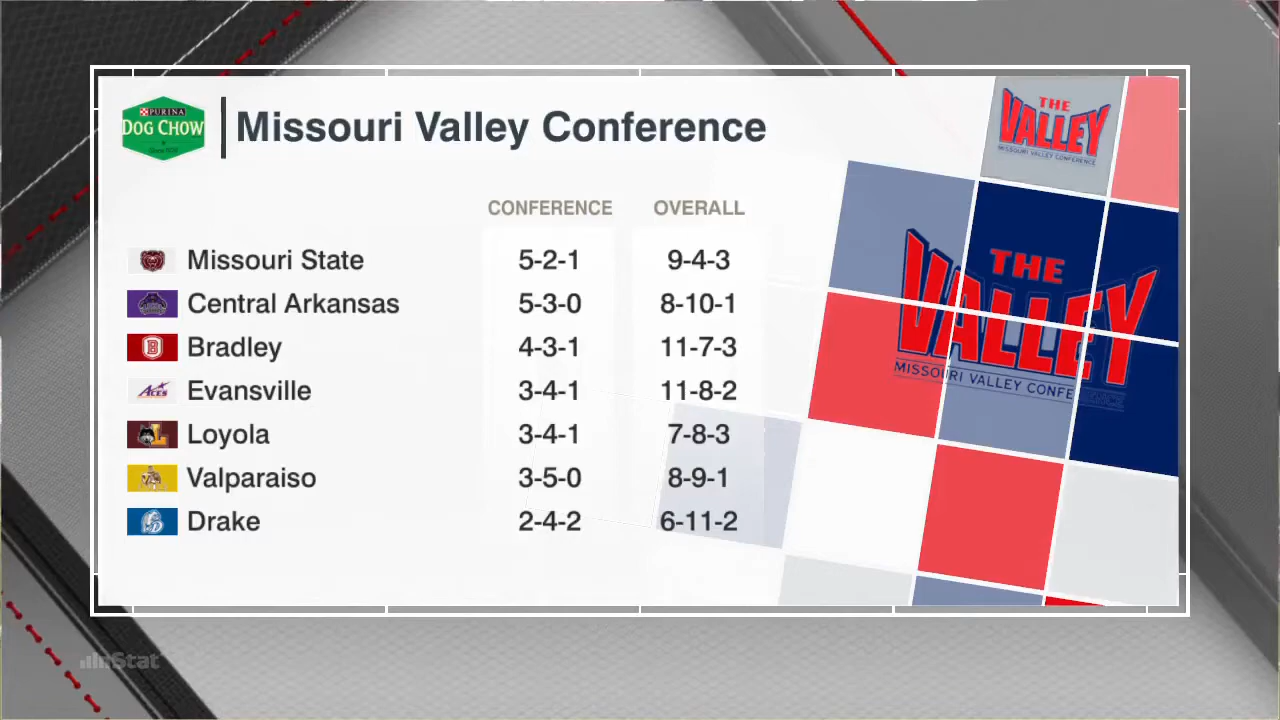 PURINA
DOG CHOW
Missouri Valley Conference
THE
VALLEY
MISSOURI VALLEY CONFERENCE
CONFERENCE OVERALL
Missouri State 5-2-1 9-4-3
Central Arkansas 5-3-0 8-10-1
B
Bradley 4-3-1 11-7-3
ACES
Evansville 3-4-1 11-8-2
L
Loyola 3-4-1 7-8-3
Valparaiso 3-5-0 8-9-1
D
Drake 2-4-2 6-11-2
THE
VALLEY
MISSOURI VALLEY CONFE
InStat